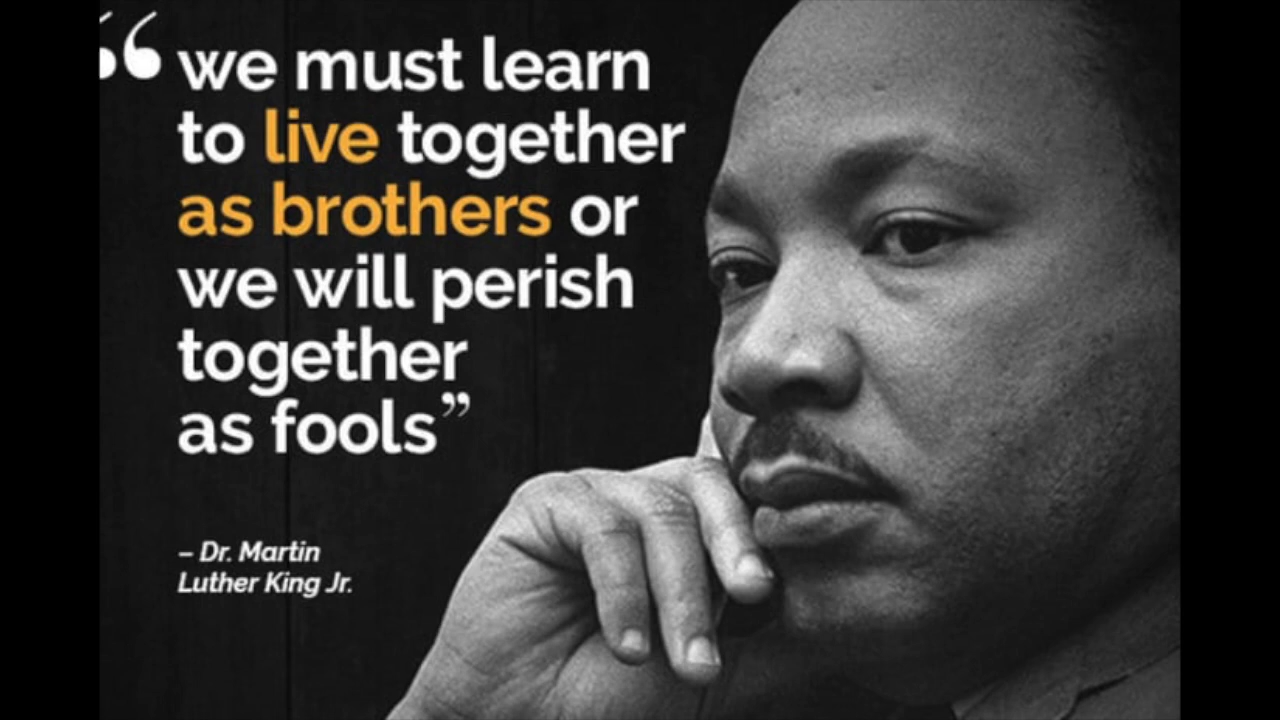 “we must learn
to live together
as brothers or
we will perish
together
as fools”
– Dr. Martin
Luther King Jr.